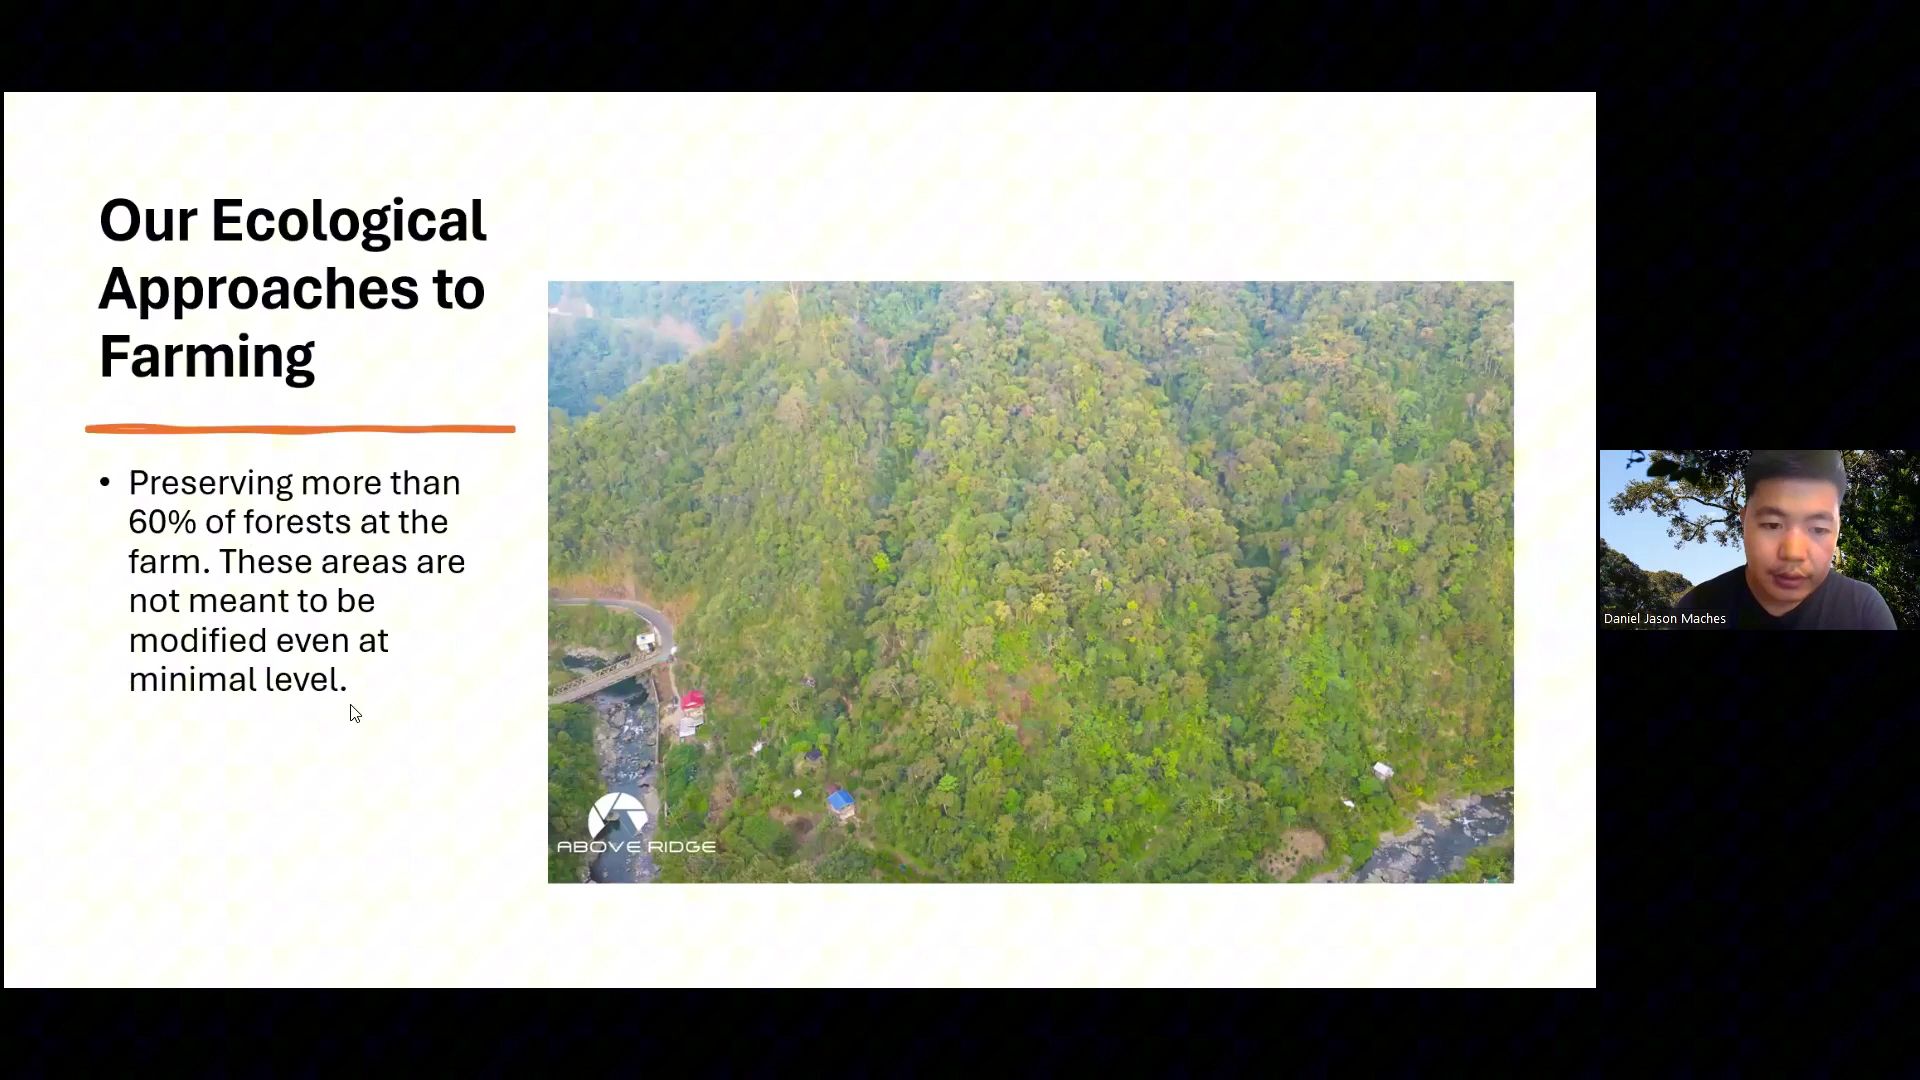 Our Ecological
Approaches to
Farming
• Preserving more than
60% of forests at the
farm. These areas are
not meant to be
modified even at
minimal level.
ABOVE RIDGE
Daniel Jason Maches